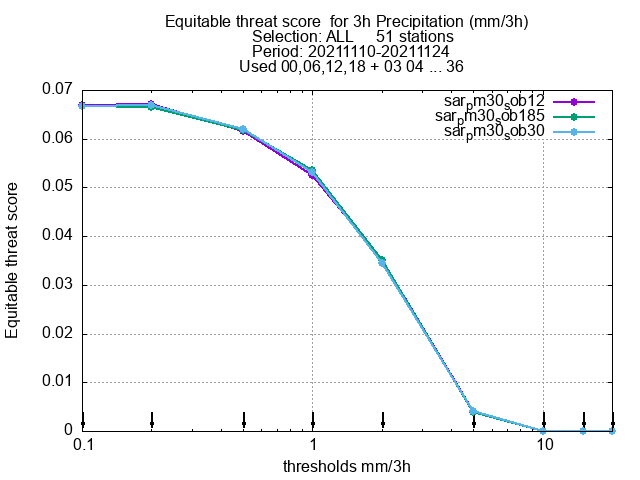 Equitable threat score for 3h Precipitation (mm/3h)
Selection: ALL 51 stations
Period: 20211110-20211124
Used 00,06,12,18 + 03 04 ... 36
0.07
0.06
0.05
0.04
0.03
0.02
0.01
0
Equitable threat score
sarpm30sob12
sarpm30sob185
sarpm30sob30
0.1 1 10
thresholds mm/3h